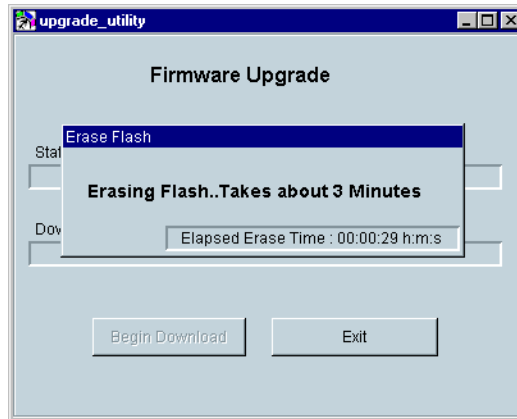 upgrade_utility
Firmware Upgrade
Erase Flash
Erasing Flash..Takes about 3 Minutes
Elapsed Erase Time : 00:00:29 h:m:s
Begin Download
Exit